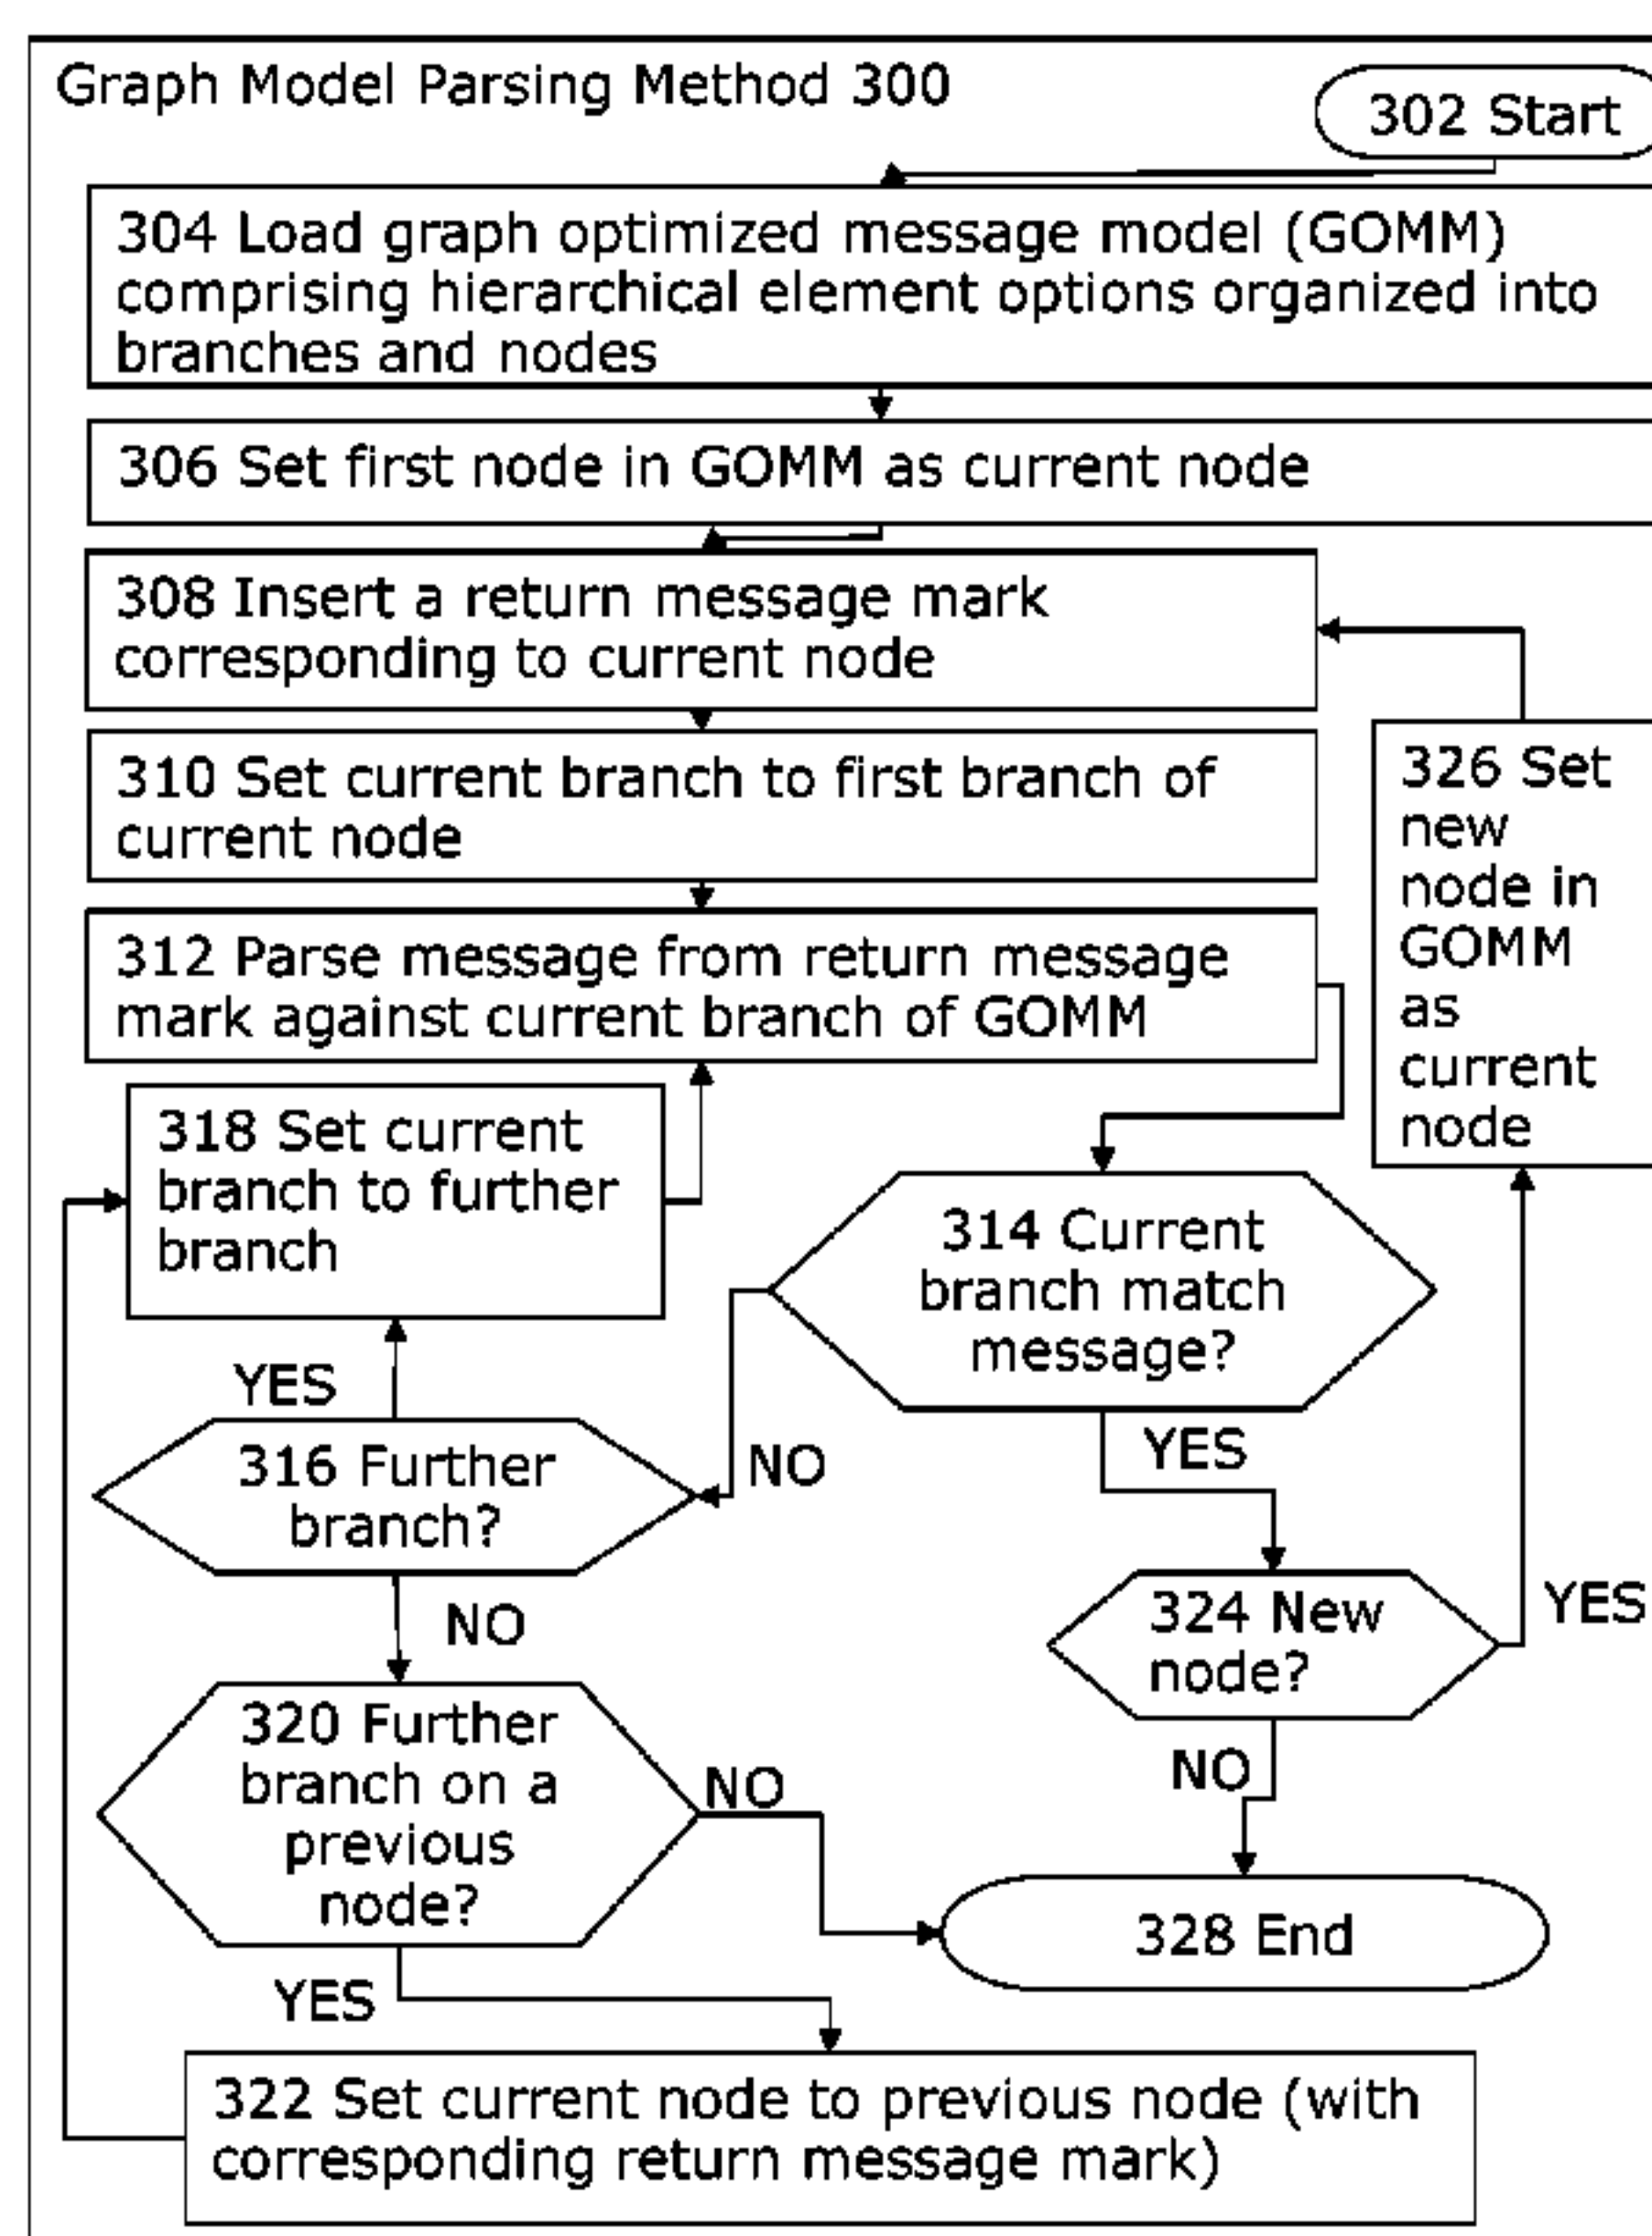 Graph Model Parsing Method 300
302 Start
304 Load graph optimized message model (GOMM)
comprising hierarchical element options organized into
branches and nodes
306 Set first node in GOMM as current node
308 Insert a return message mark
corresponding to current node
310 Set current branch to first branch of
current node
312 Parse message from return message
mark against current branch of GOMM
326 Set
new
node in
GOMM
as
current
node
318 Set current
branch to further
branch
314 Current
branch match
message?
YES
316 Further
branch?
NO
YES
324 New
node?
YES
NO
320 Further
branch on a
previous
node?
NO
NO
328 End
YES
322 Set current node to previous node (with
corresponding return message mark)